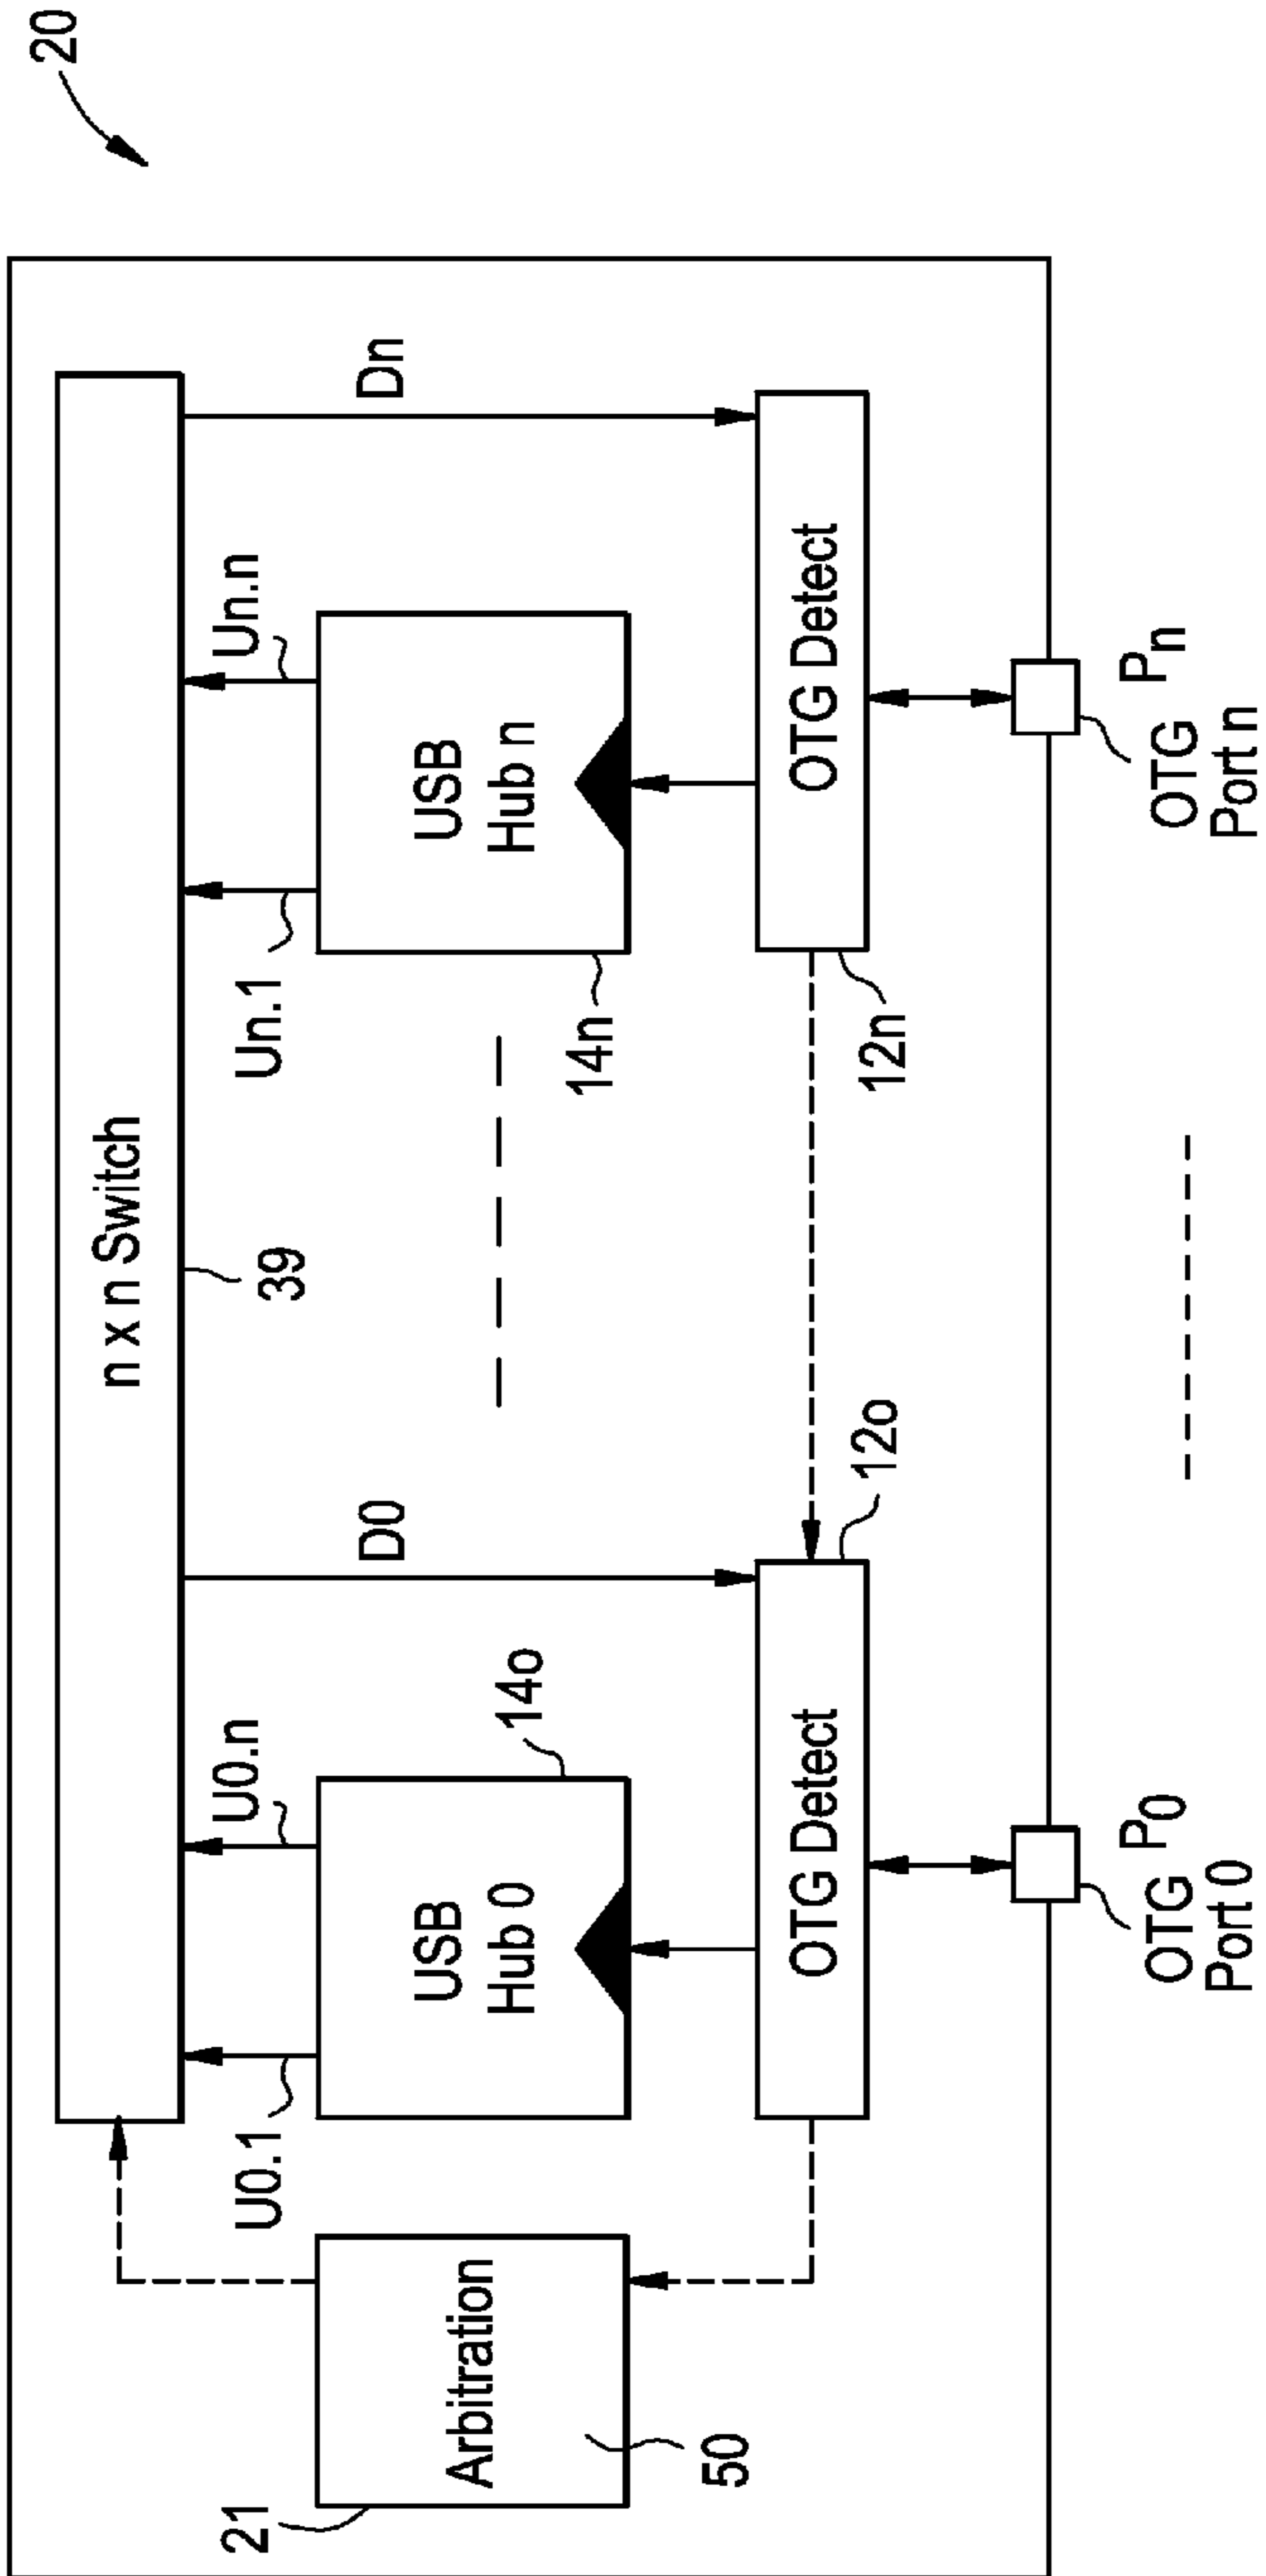 20
n x n Switch
39
U0.1
U0.n
D0
Un.1
Un.n
Dn
21
Arbitration
50
USB
Hub 0
14o
USB
Hub n
14n
OTG Detect
12o
OTG Detect
12n
P0
OTG
Port 0
Pn
OTG
Port n